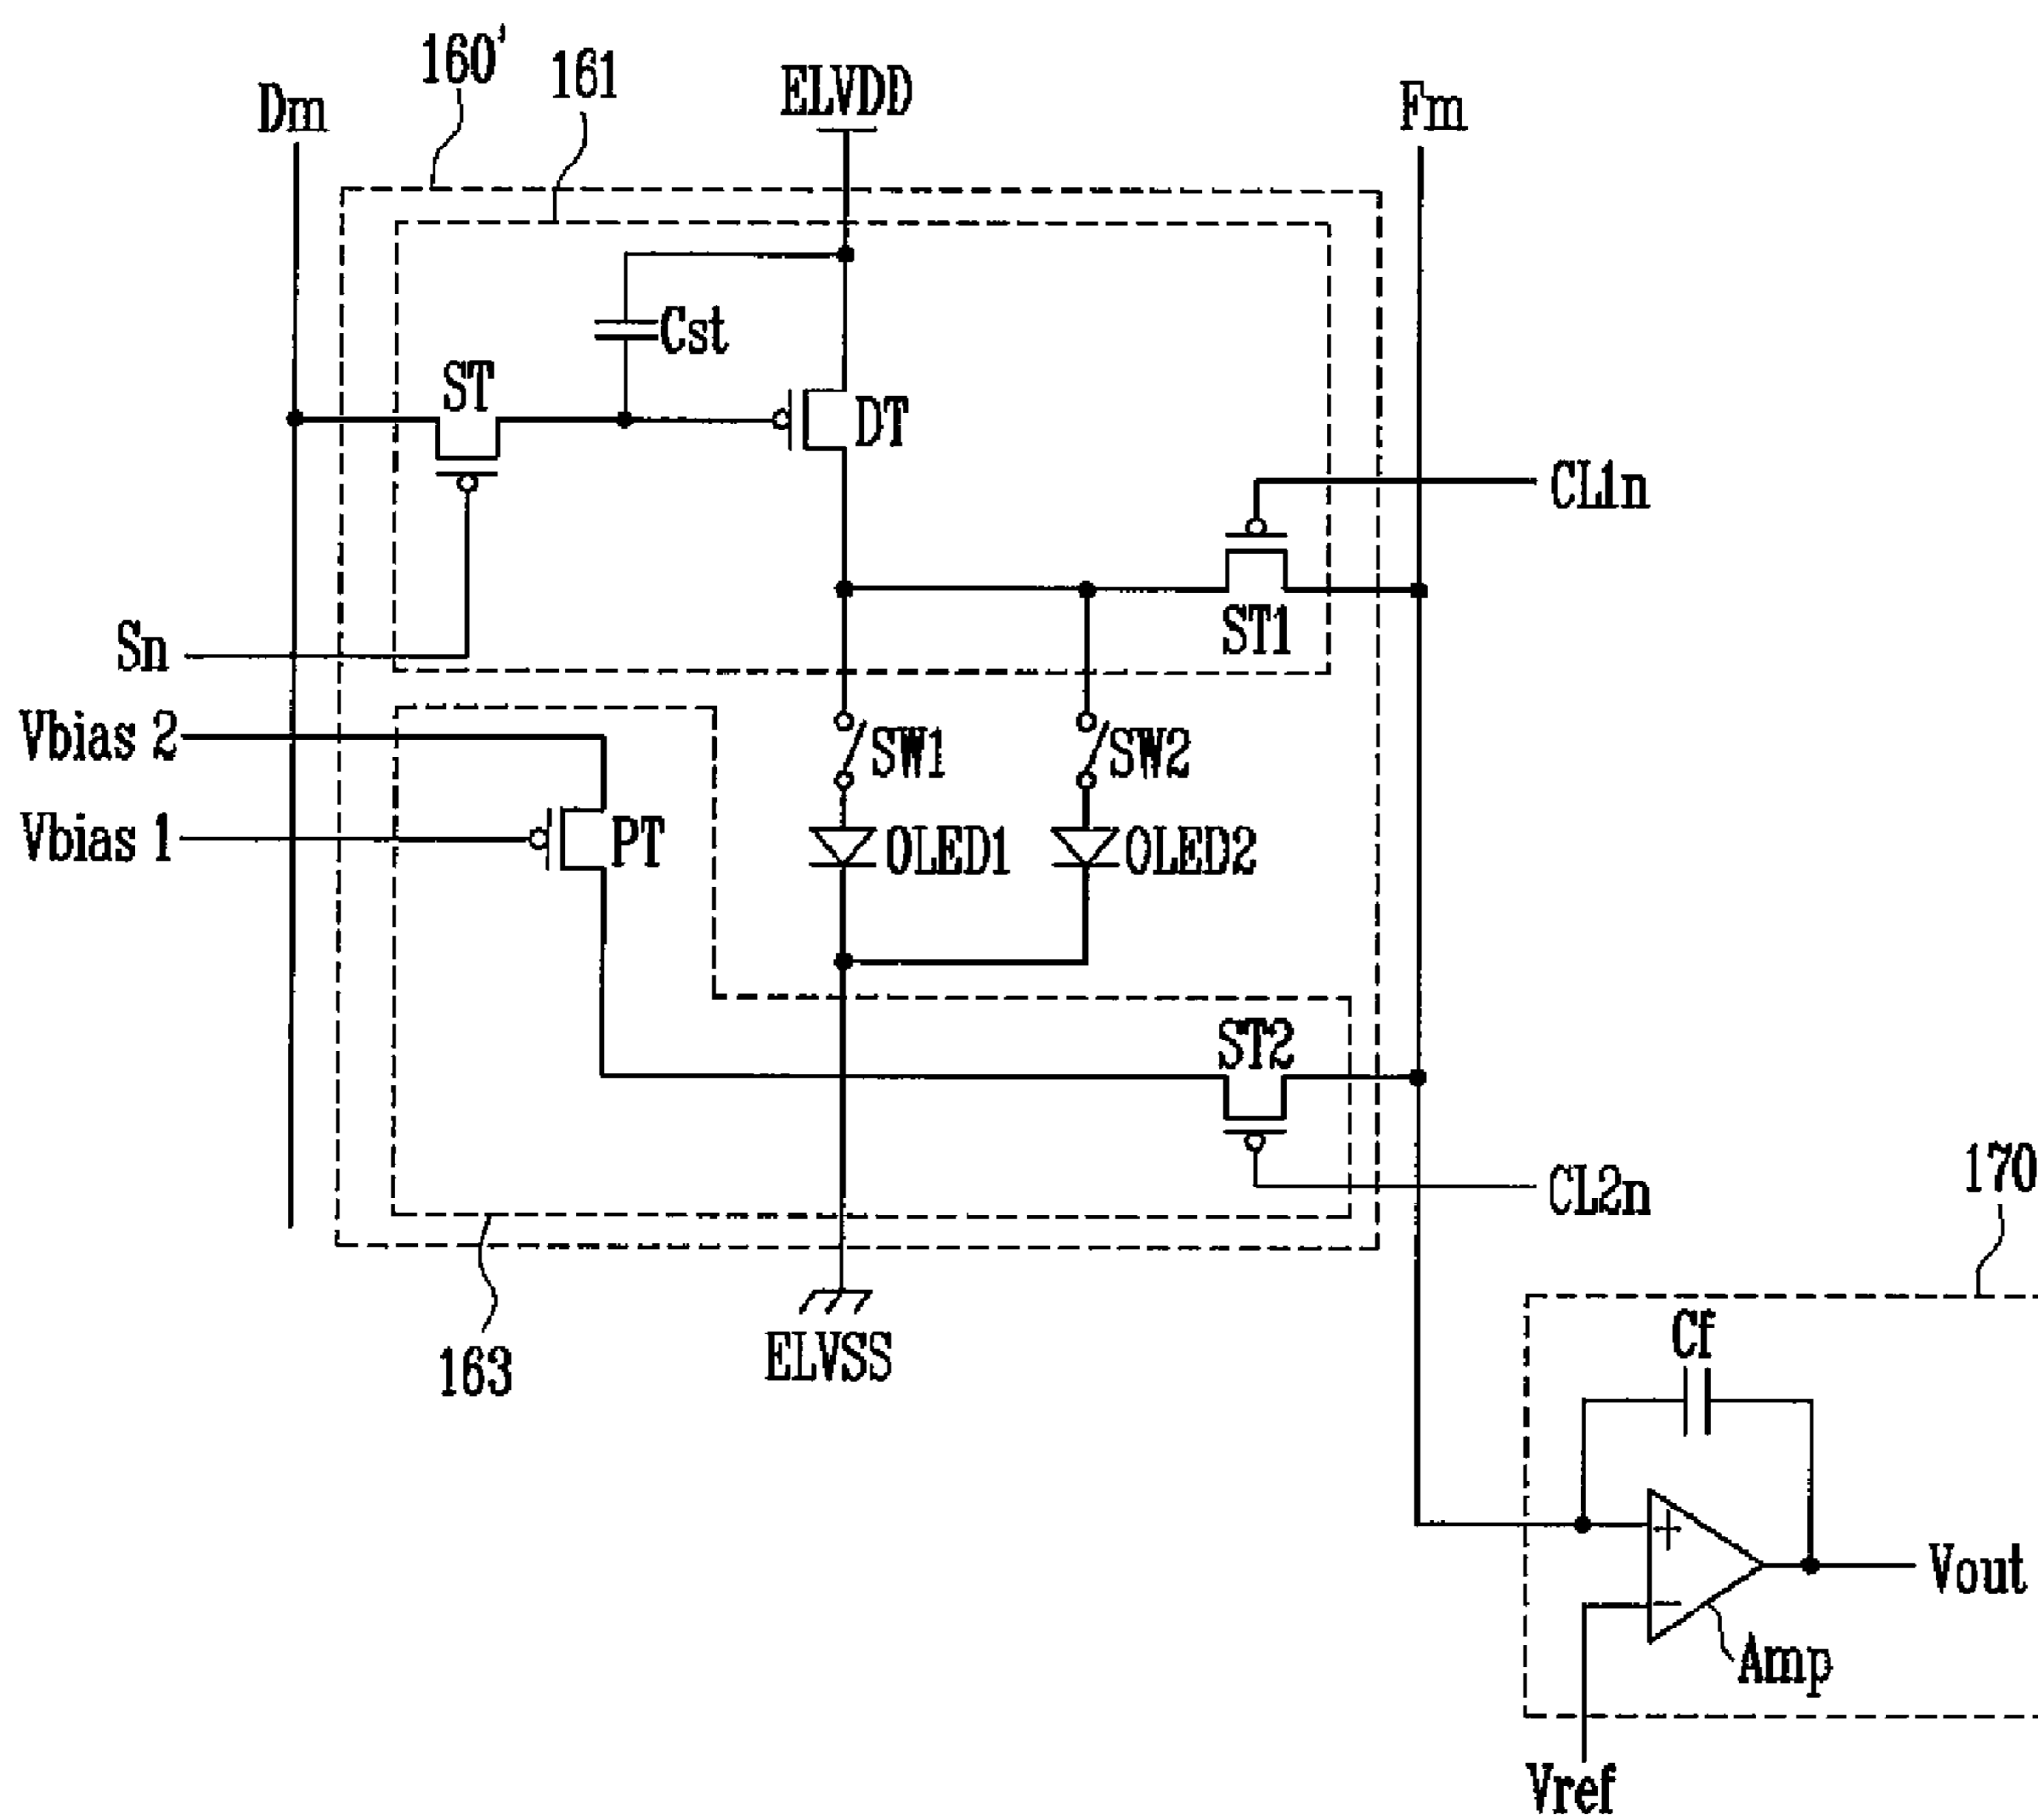 160'
161
ELVDD
Dm
Fm
Cst
ST
DT
CL1n
ST1
Sn
Vbias 2
SW1
SW2
Vbias 1
PT
OLED1
OLED2
ST2
CL2n
170
163
ELVSS
Cf
+
Vout
−
Amp
Vref